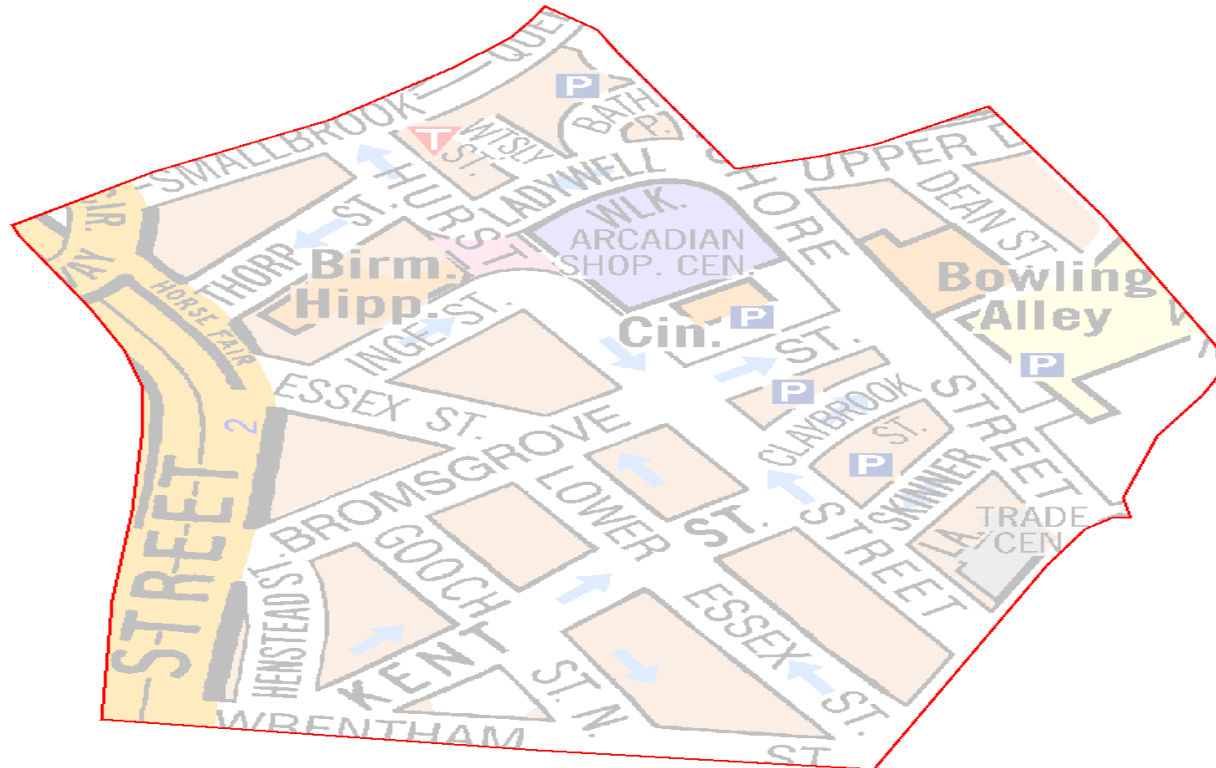 QUE
SMALLBROOK
P
BATH
P.
T
WTSLY
ST.
LADYWELL
WLK.
HURST
ST.
THORP
UPPER
DEAN ST
ARCADIAN
SHOP. CEN.
Birm.
Hipp.
HORSE FAIR
Bowling
Alley
P
Cin.
P
INGE ST.
ESSEX ST.
SHORE
ST.
P
CLAYBROOK
ST.
P
STREET
SKINNER
LA.
TRADE
CEN
2
STREET
BROMSGROVE
ST.
STREET
LOWER
ESSEX
ST.
GOOCH
ST. N.
HENSTEAD ST.
KENT
WRENTHAM
ST